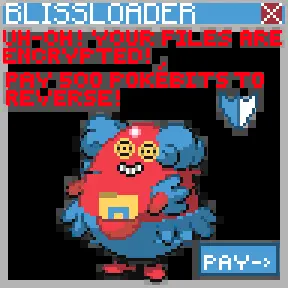 BLISSLOADER
UH-OH! YOUR FILES ARE
ENCRYPTED!
PAY 500 POKÉBITS TO
REVERSE!
PAY->